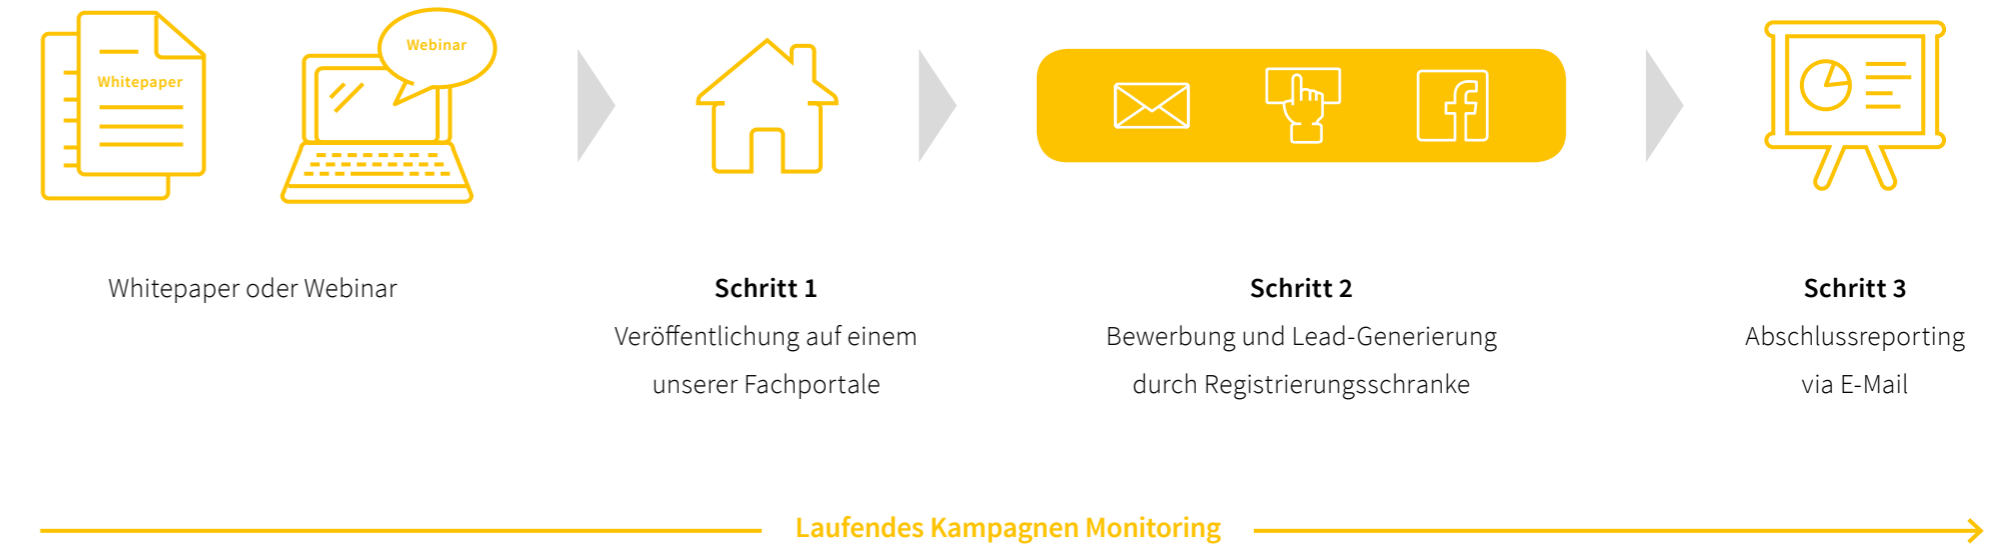 Whitepaper
Webinar
Whitepaper oder Webinar
Schritt 1
Veröffentlichung auf einem
unserer Fachportale
Schritt 2
Bewerbung und Lead-Generierung
durch Registrierungsschranke
Schritt 3
Abschlussreporting
via E-Mail
Laufendes Kampagnen Monitoring